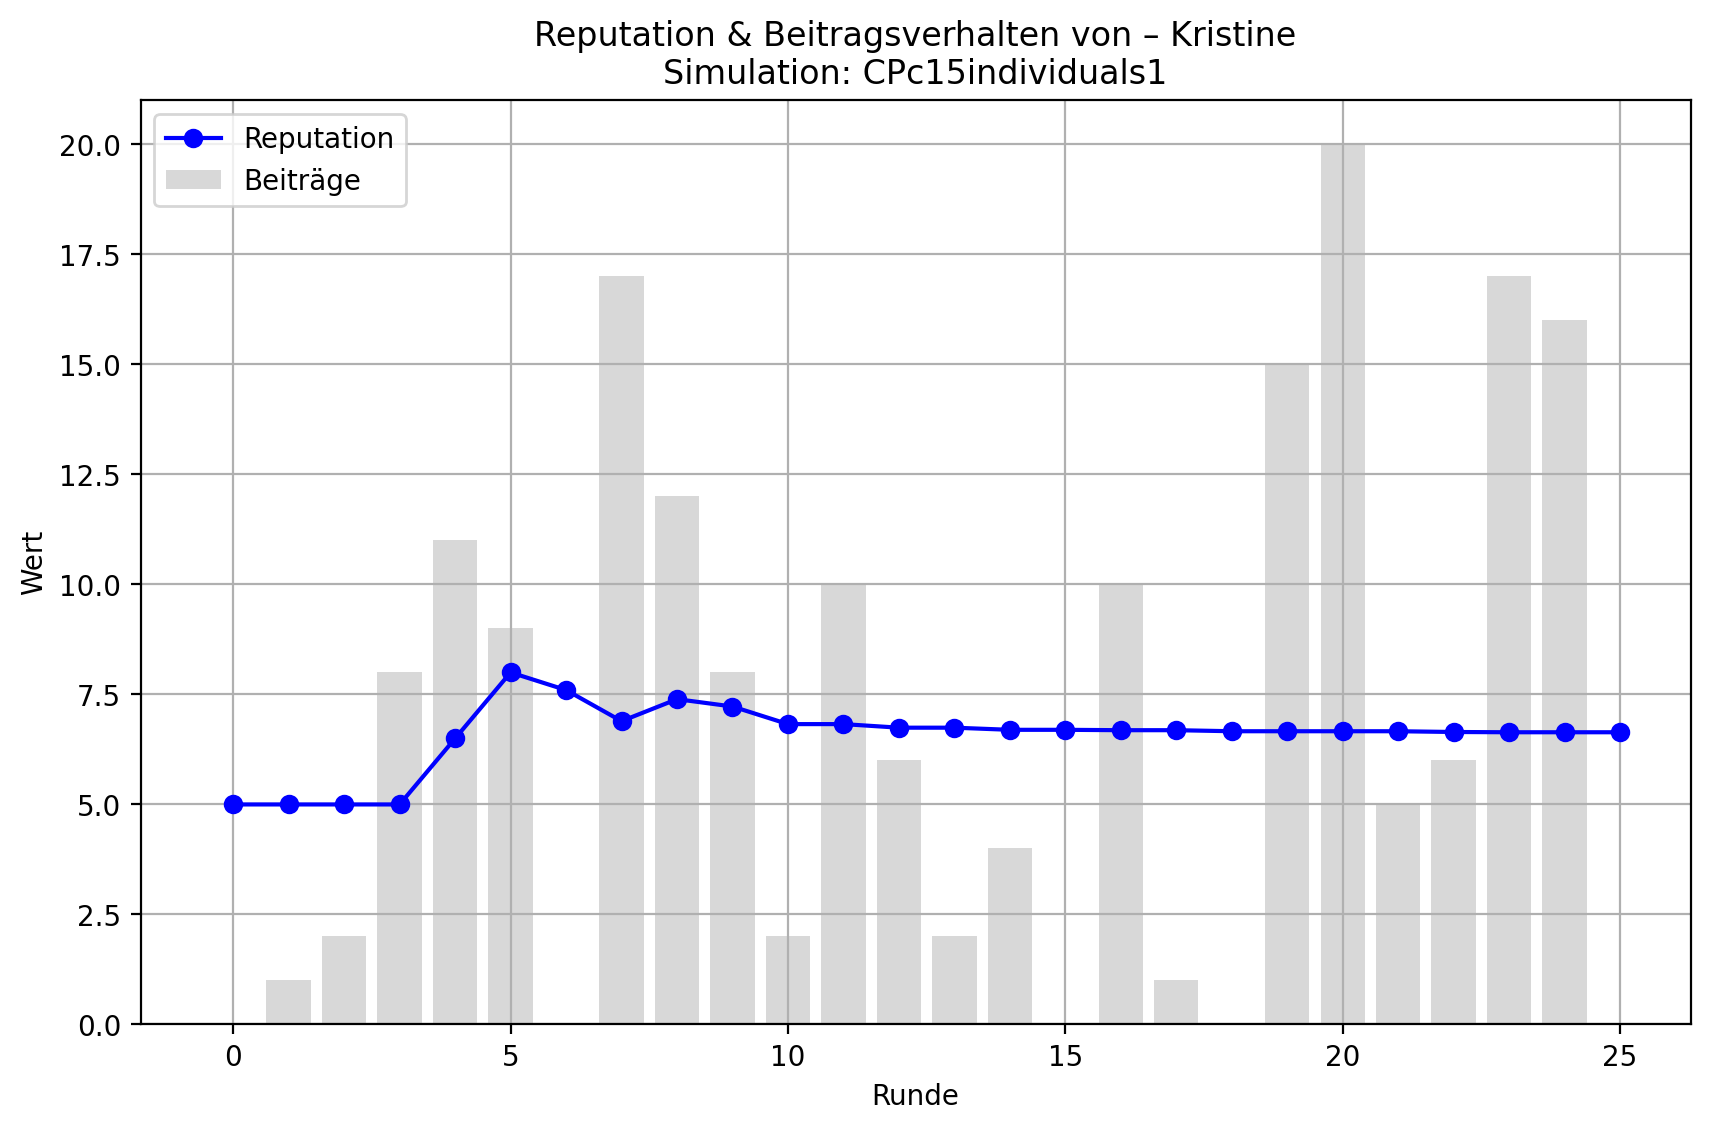 Reputation & Beitragsverhalten von – Kristine
Simulation: CPc15individuals1
Reputation
Beiträge
20.0
17.5
15.0
12.5
10.0
7.5
5.0
2.5
0.0
Wert
0 5 10 15 20 25
Runde